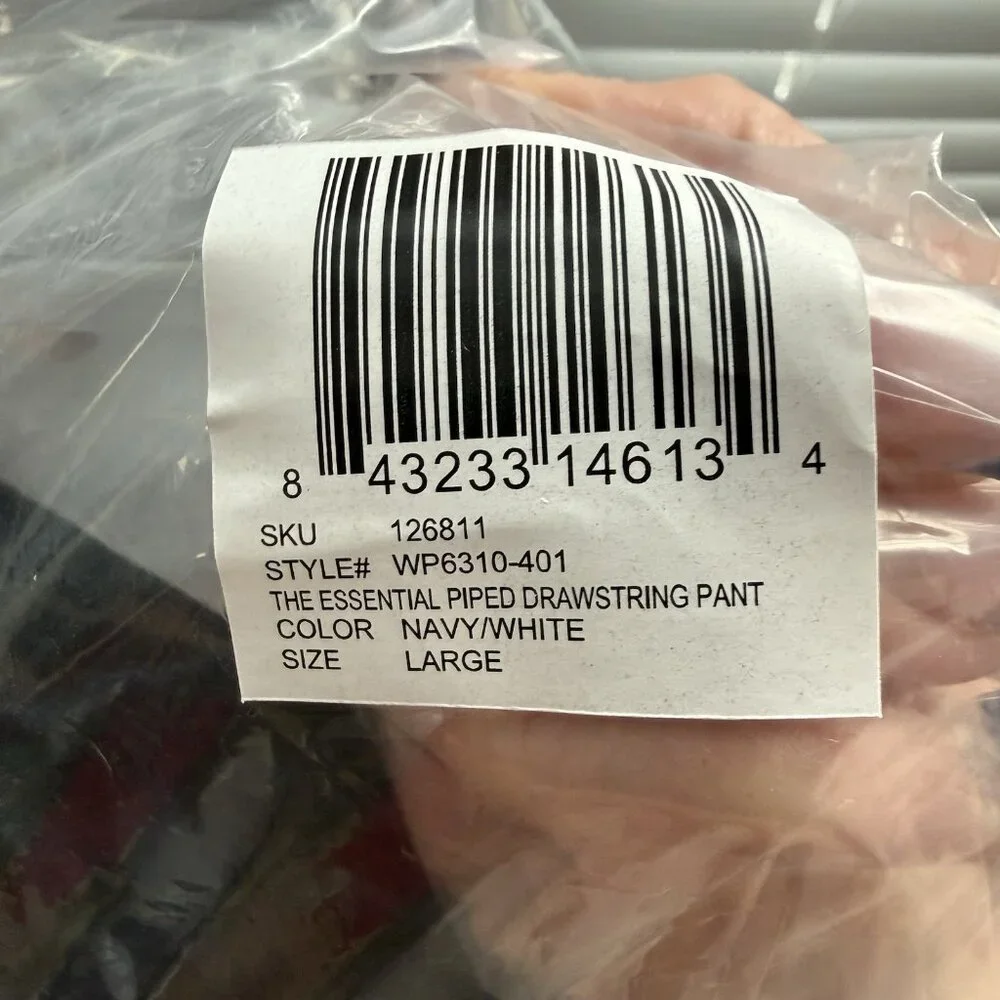 8 43233 14613 4
SKU 126811
STYLE# WP6310-401
THE ESSENTIAL PIPED DRAWSTRING PANT
COLOR NAVY/WHITE
SIZE LARGE